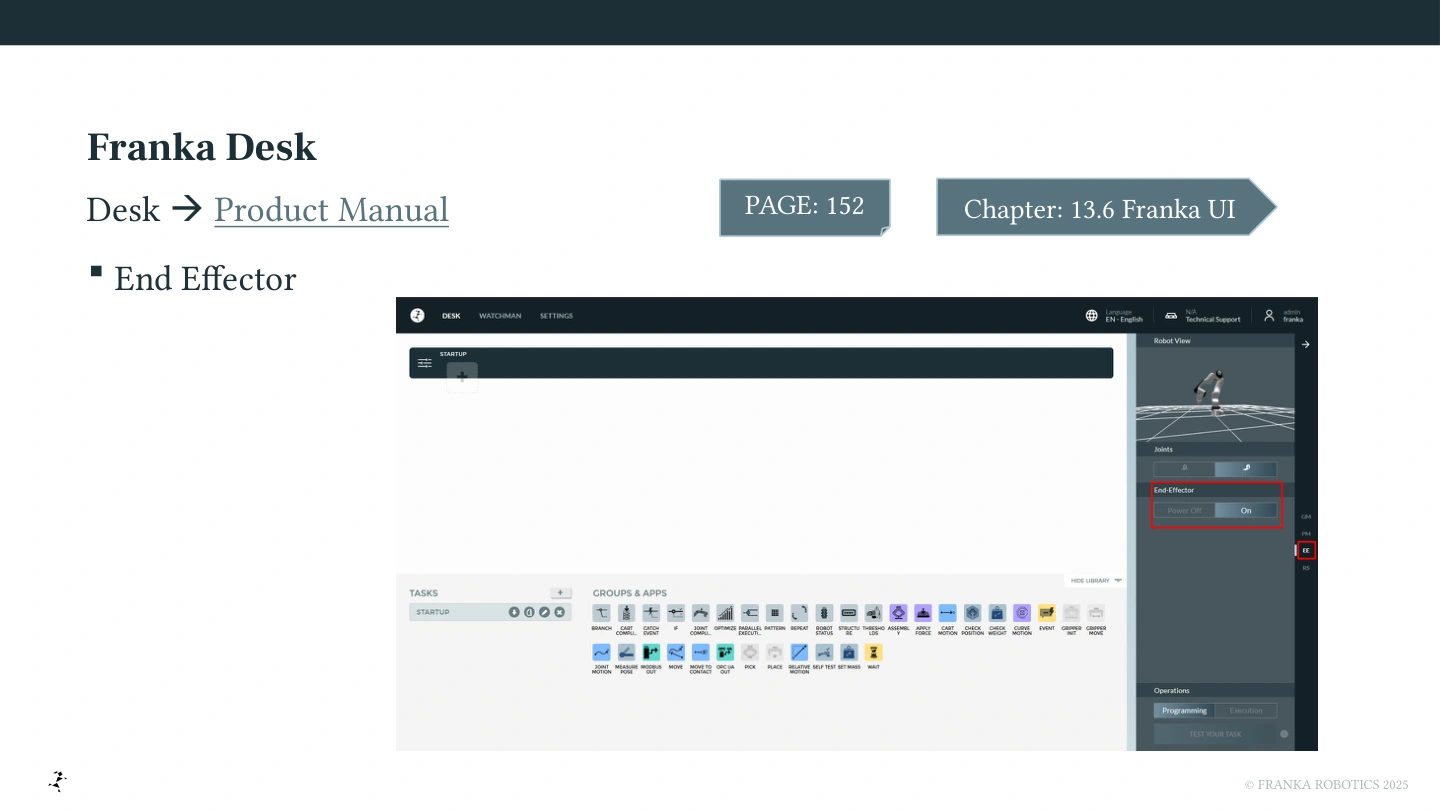 Franka Desk
Desk → Product Manual
PAGE: 152
Chapter: 13.6 Franka UI
▪ End Effector
DESK WATCHMAN SETTINGS
Language
EN - English
N/A
Technical Support
admin
franka
STARTUP
Robot View
Joints
End-Effector
Power Off On
GM
PM
EE
RS
HIDE LIBRARY
TASKS
STARTUP
GROUPS & APPS
BRANCH
CART COMPLI...
CATCH EVENT
IF
JOINT COMPLI...
OPTIMIZE
PARALLEL EXECUTI...
PATTERN
REPEAT
ROBOT STATUS
STRUCTU RE
THRESHO LDS
ASSEMBL Y
APPLY FORCE
CART MOTION
CHECK POSITION
CHECK WEIGHT
CURVE MOTION
EVENT
GRIPPER INIT
GRIPPER MOVE
JOINT MOTION
MEASURE POSE
MODBUS OUT
MOVE
MOVE TO CONTACT
OPC UA OUT
PICK
PLACE
RELATIVE MOTION
SELF TEST
SET MASS
WAIT
Operations
Programming Execution
TEST YOUR TASK
© FRANKA ROBOTICS 2025